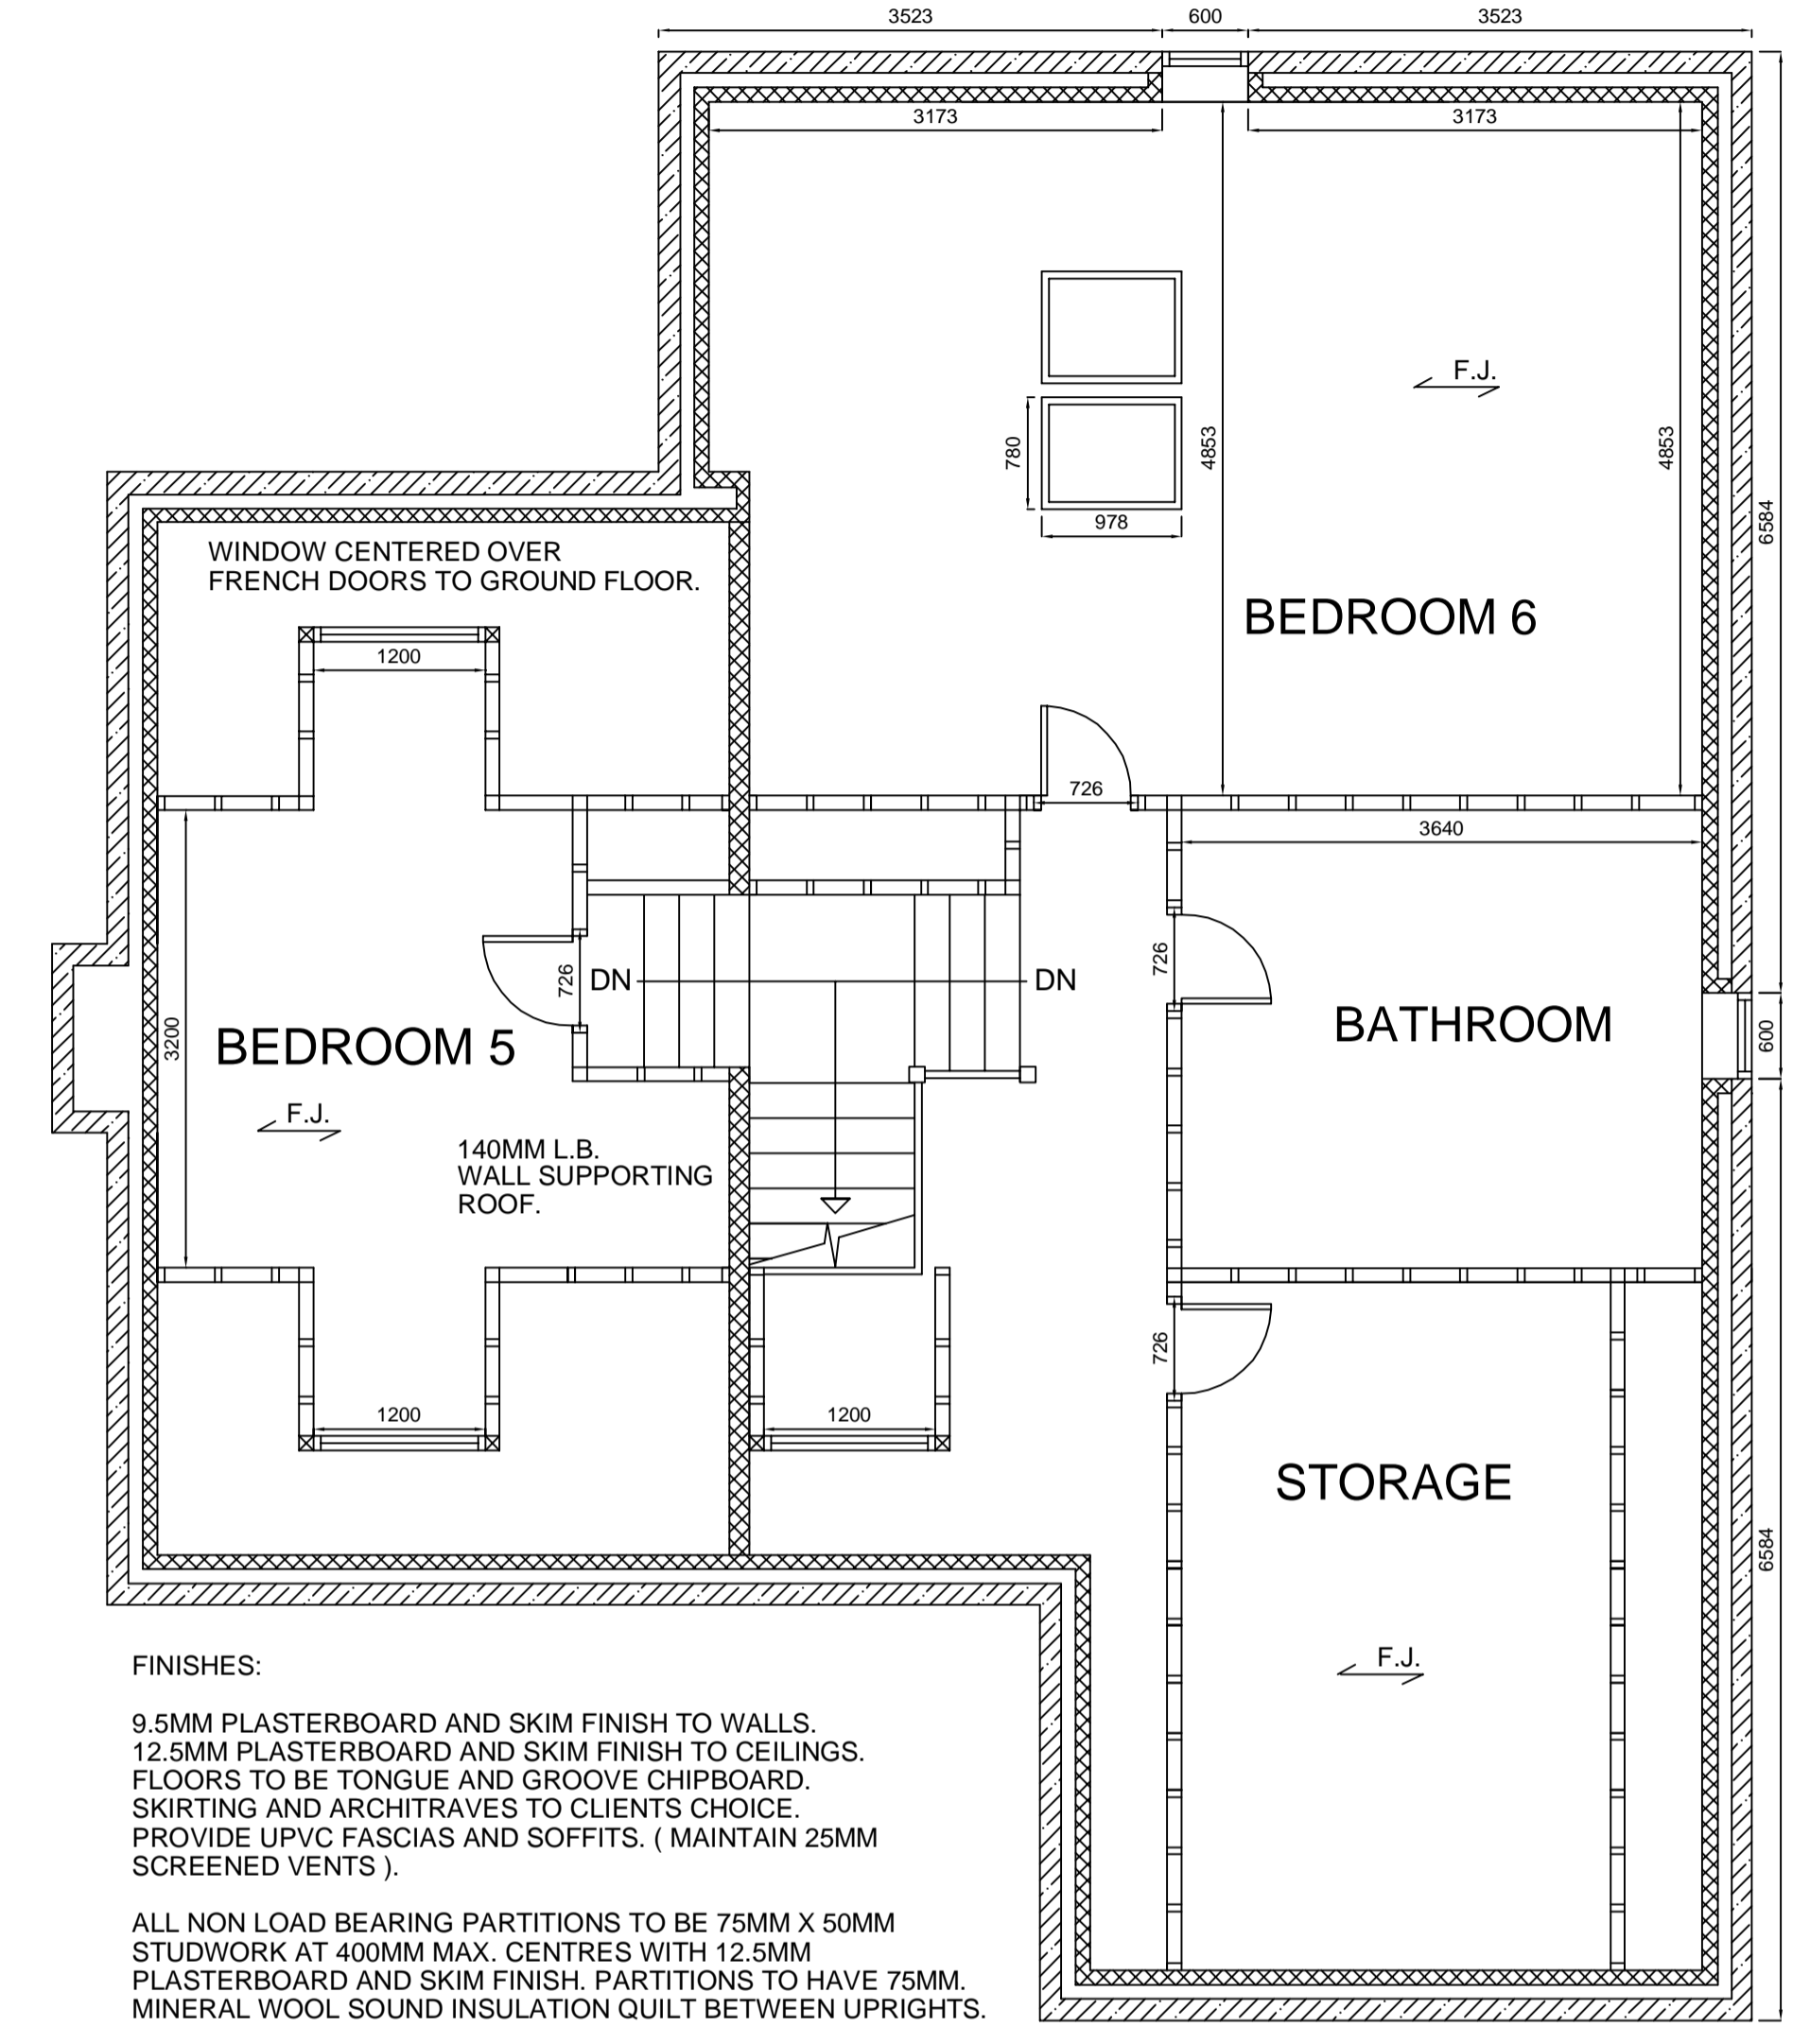 3523 600 3523
3173 3173
F.J.
780
4853
4853
978
6584
WINDOW CENTERED OVER
FRENCH DOORS TO GROUND FLOOR.
BEDROOM 6
1200
726
3640
726
DN
DN
726
BATHROOM
3200
BEDROOM 5
600
F.J.
140MM L.B.
WALL SUPPORTING
ROOF.
726
1200
1200
STORAGE
6584
F.J.
FINISHES:
9.5MM PLASTERBOARD AND SKIM FINISH TO WALLS.
12.5MM PLASTERBOARD AND SKIM FINISH TO CEILINGS.
FLOORS TO BE TONGUE AND GROOVE CHIPBOARD.
SKIRTING AND ARCHITRAVES TO CLIENTS CHOICE.
PROVIDE UPVC FASCIAS AND SOFFITS. ( MAINTAIN 25MM
SCREENED VENTS ).
ALL NON LOAD BEARING PARTITIONS TO BE 75MM X 50MM
STUDWORK AT 400MM MAX. CENTRES WITH 12.5MM
PLASTERBOARD AND SKIM FINISH. PARTITIONS TO HAVE 75MM.
MINERAL WOOL SOUND INSULATION QUILT BETWEEN UPRIGHTS.